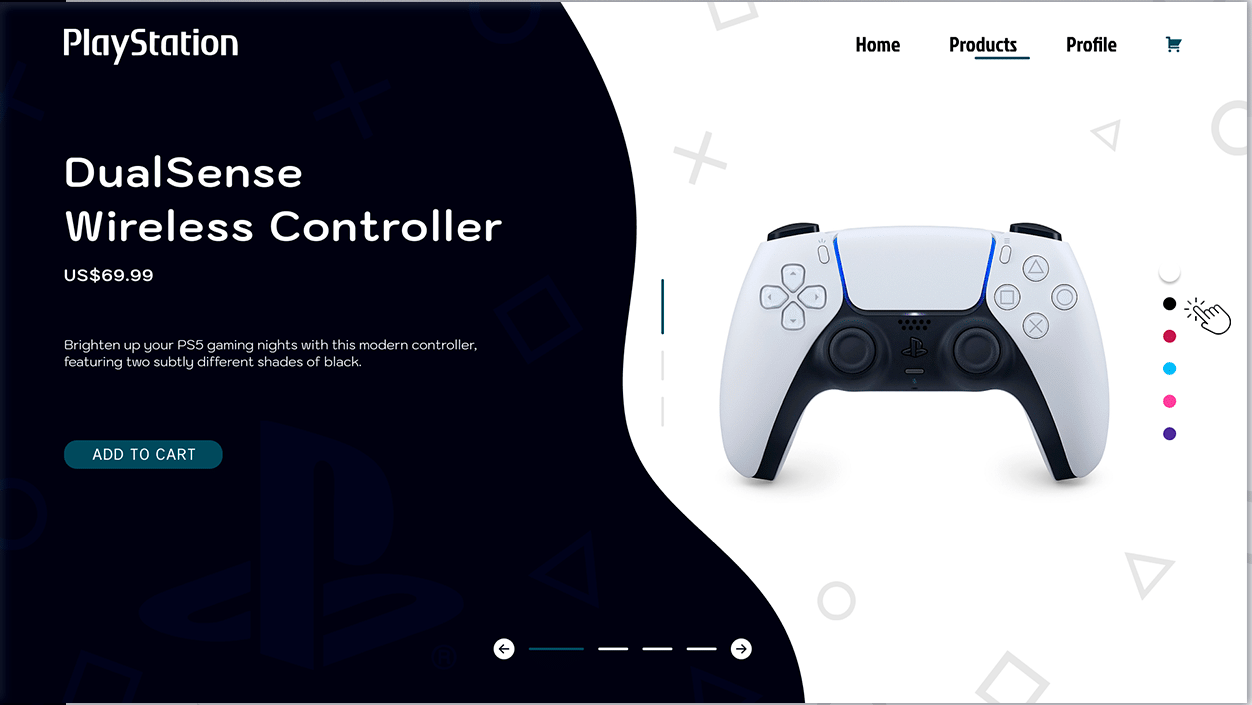 PlayStation
Home Products Profile
DualSense
Wireless Controller
US$69.99
Brighten up your PS5 gaming nights with this modern controller,
featuring two subtly different shades of black.
ADD TO CART